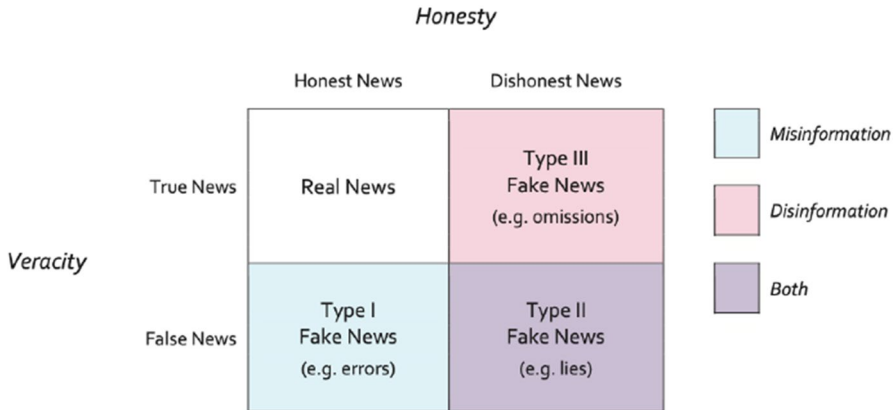 Honesty
Honest News
Dishonest News
True News
Real News
Type III
Fake News
(e.g. omissions)
Misinformation
Disinformation
Veracity
Both
False News
Type I
Fake News
(e.g. errors)
Type II
Fake News
(e.g. lies)